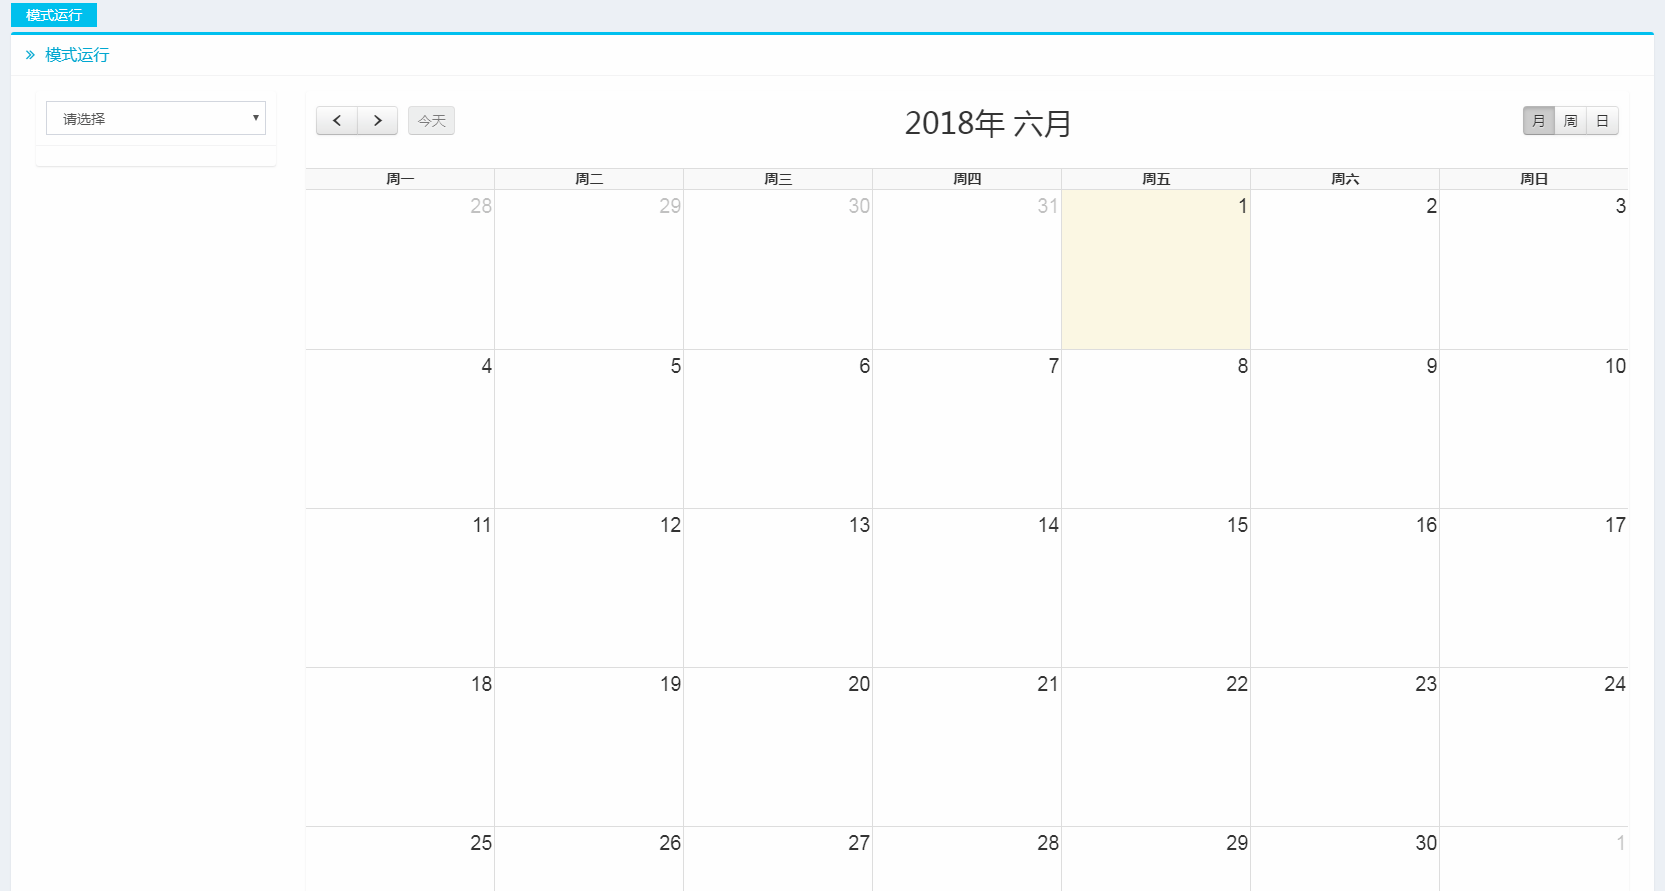 模式运行
模式运行
请选择
今天
2018年 六月
月 周 日
周一 周二 周三 周四 周五 周六 周日
28 29 30 31 1 2 3
4 5 6 7 8 9 10
11 12 13 14 15 16 17
18 19 20 21 22 23 24
25 26 27 28 29 30 1